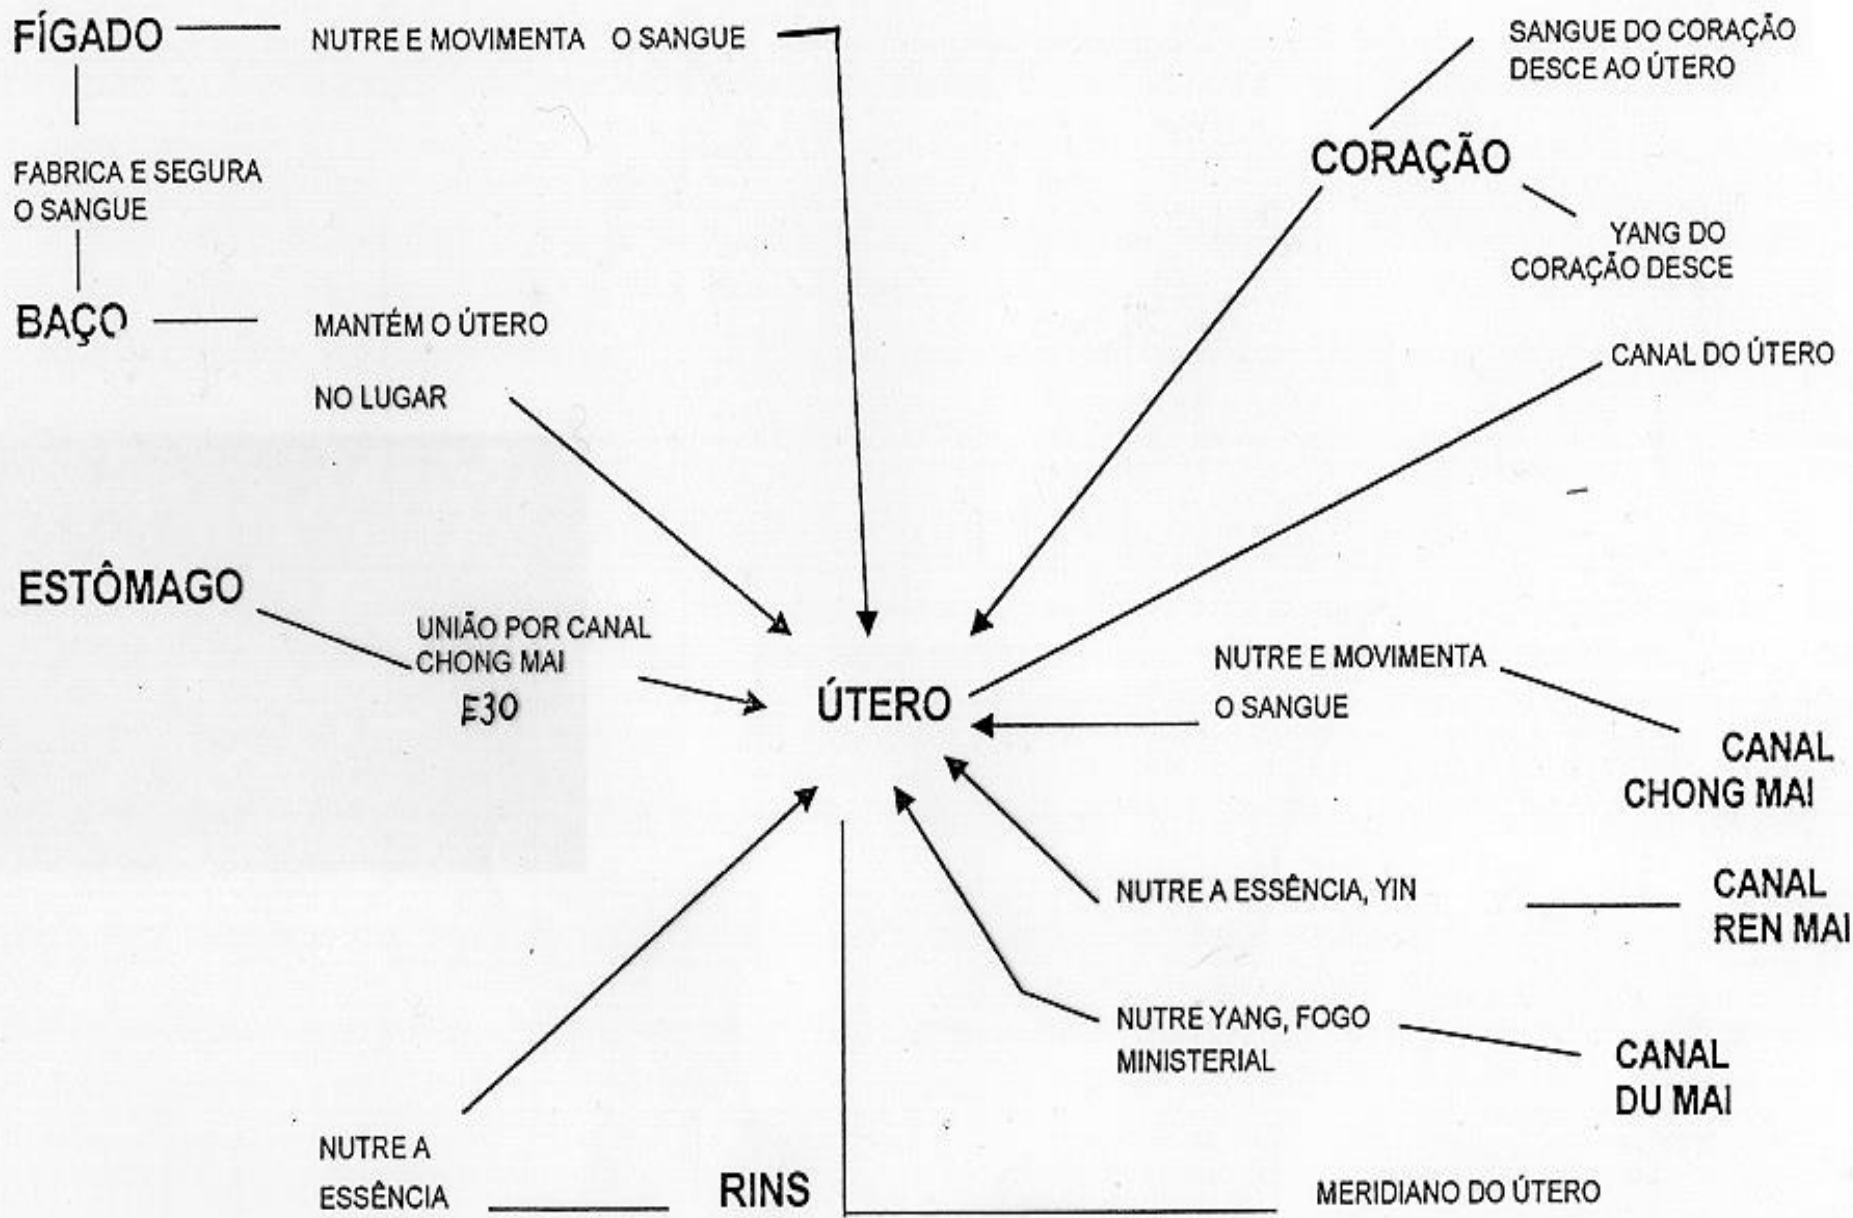 FÍGADO
NUTRE E MOVIMENTA O SANGUE
SANGUE DO CORAÇÃO
DESCE AO ÚTERO
CORAÇÃO
FABRICA E SEGURA
O SANGUE
YANG DO
CORAÇÃO DESCE
BAÇO
MANTÉM O ÚTERO
NO LUGAR
CANAL DO ÚTERO
ESTÔMAGO
UNIÃO POR CANAL
CHONG MAI
E30
ÚTERO
NUTRE E MOVIMENTA
O SANGUE
CANAL
CHONG MAI
NUTRE A ESSÊNCIA, YIN
CANAL
REN MAI
NUTRE YANG, FOGO
MINISTERIAL
CANAL
DU MAI
NUTRE A
ESSÊNCIA
RINS
MERIDIANO DO ÚTERO